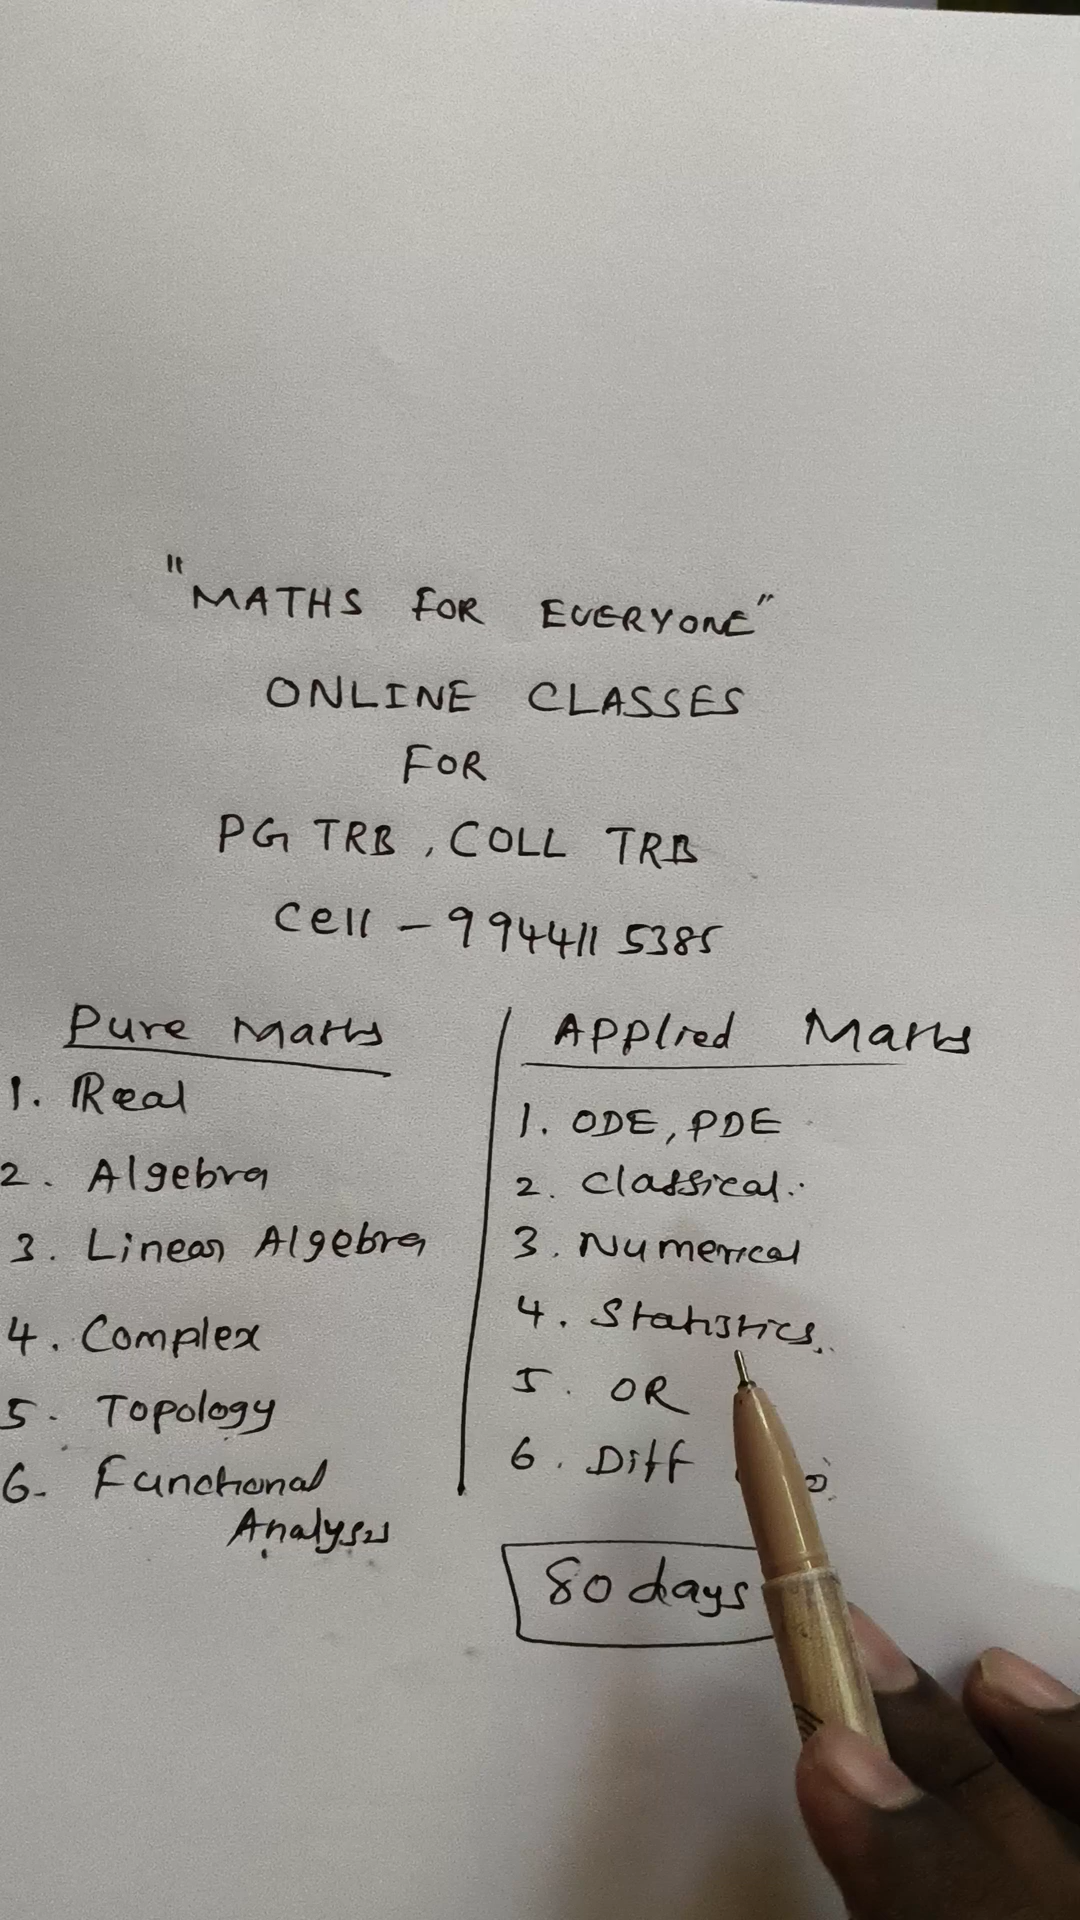 "MATHS FOR EVERYONE"
ONLINE CLASSES
FOR
PG TRB, COLL TRB
Cell - 9944115385
Pure Maths
1. Real
2. Algebra
3. Linear Algebra
4. Complex
5. Topology
6. Functional
Analysis
Applied Maths
1. ODE, PDE
2. Classical.
3. Numerical
4. Statistics
5. OR
6. Diff
80 days